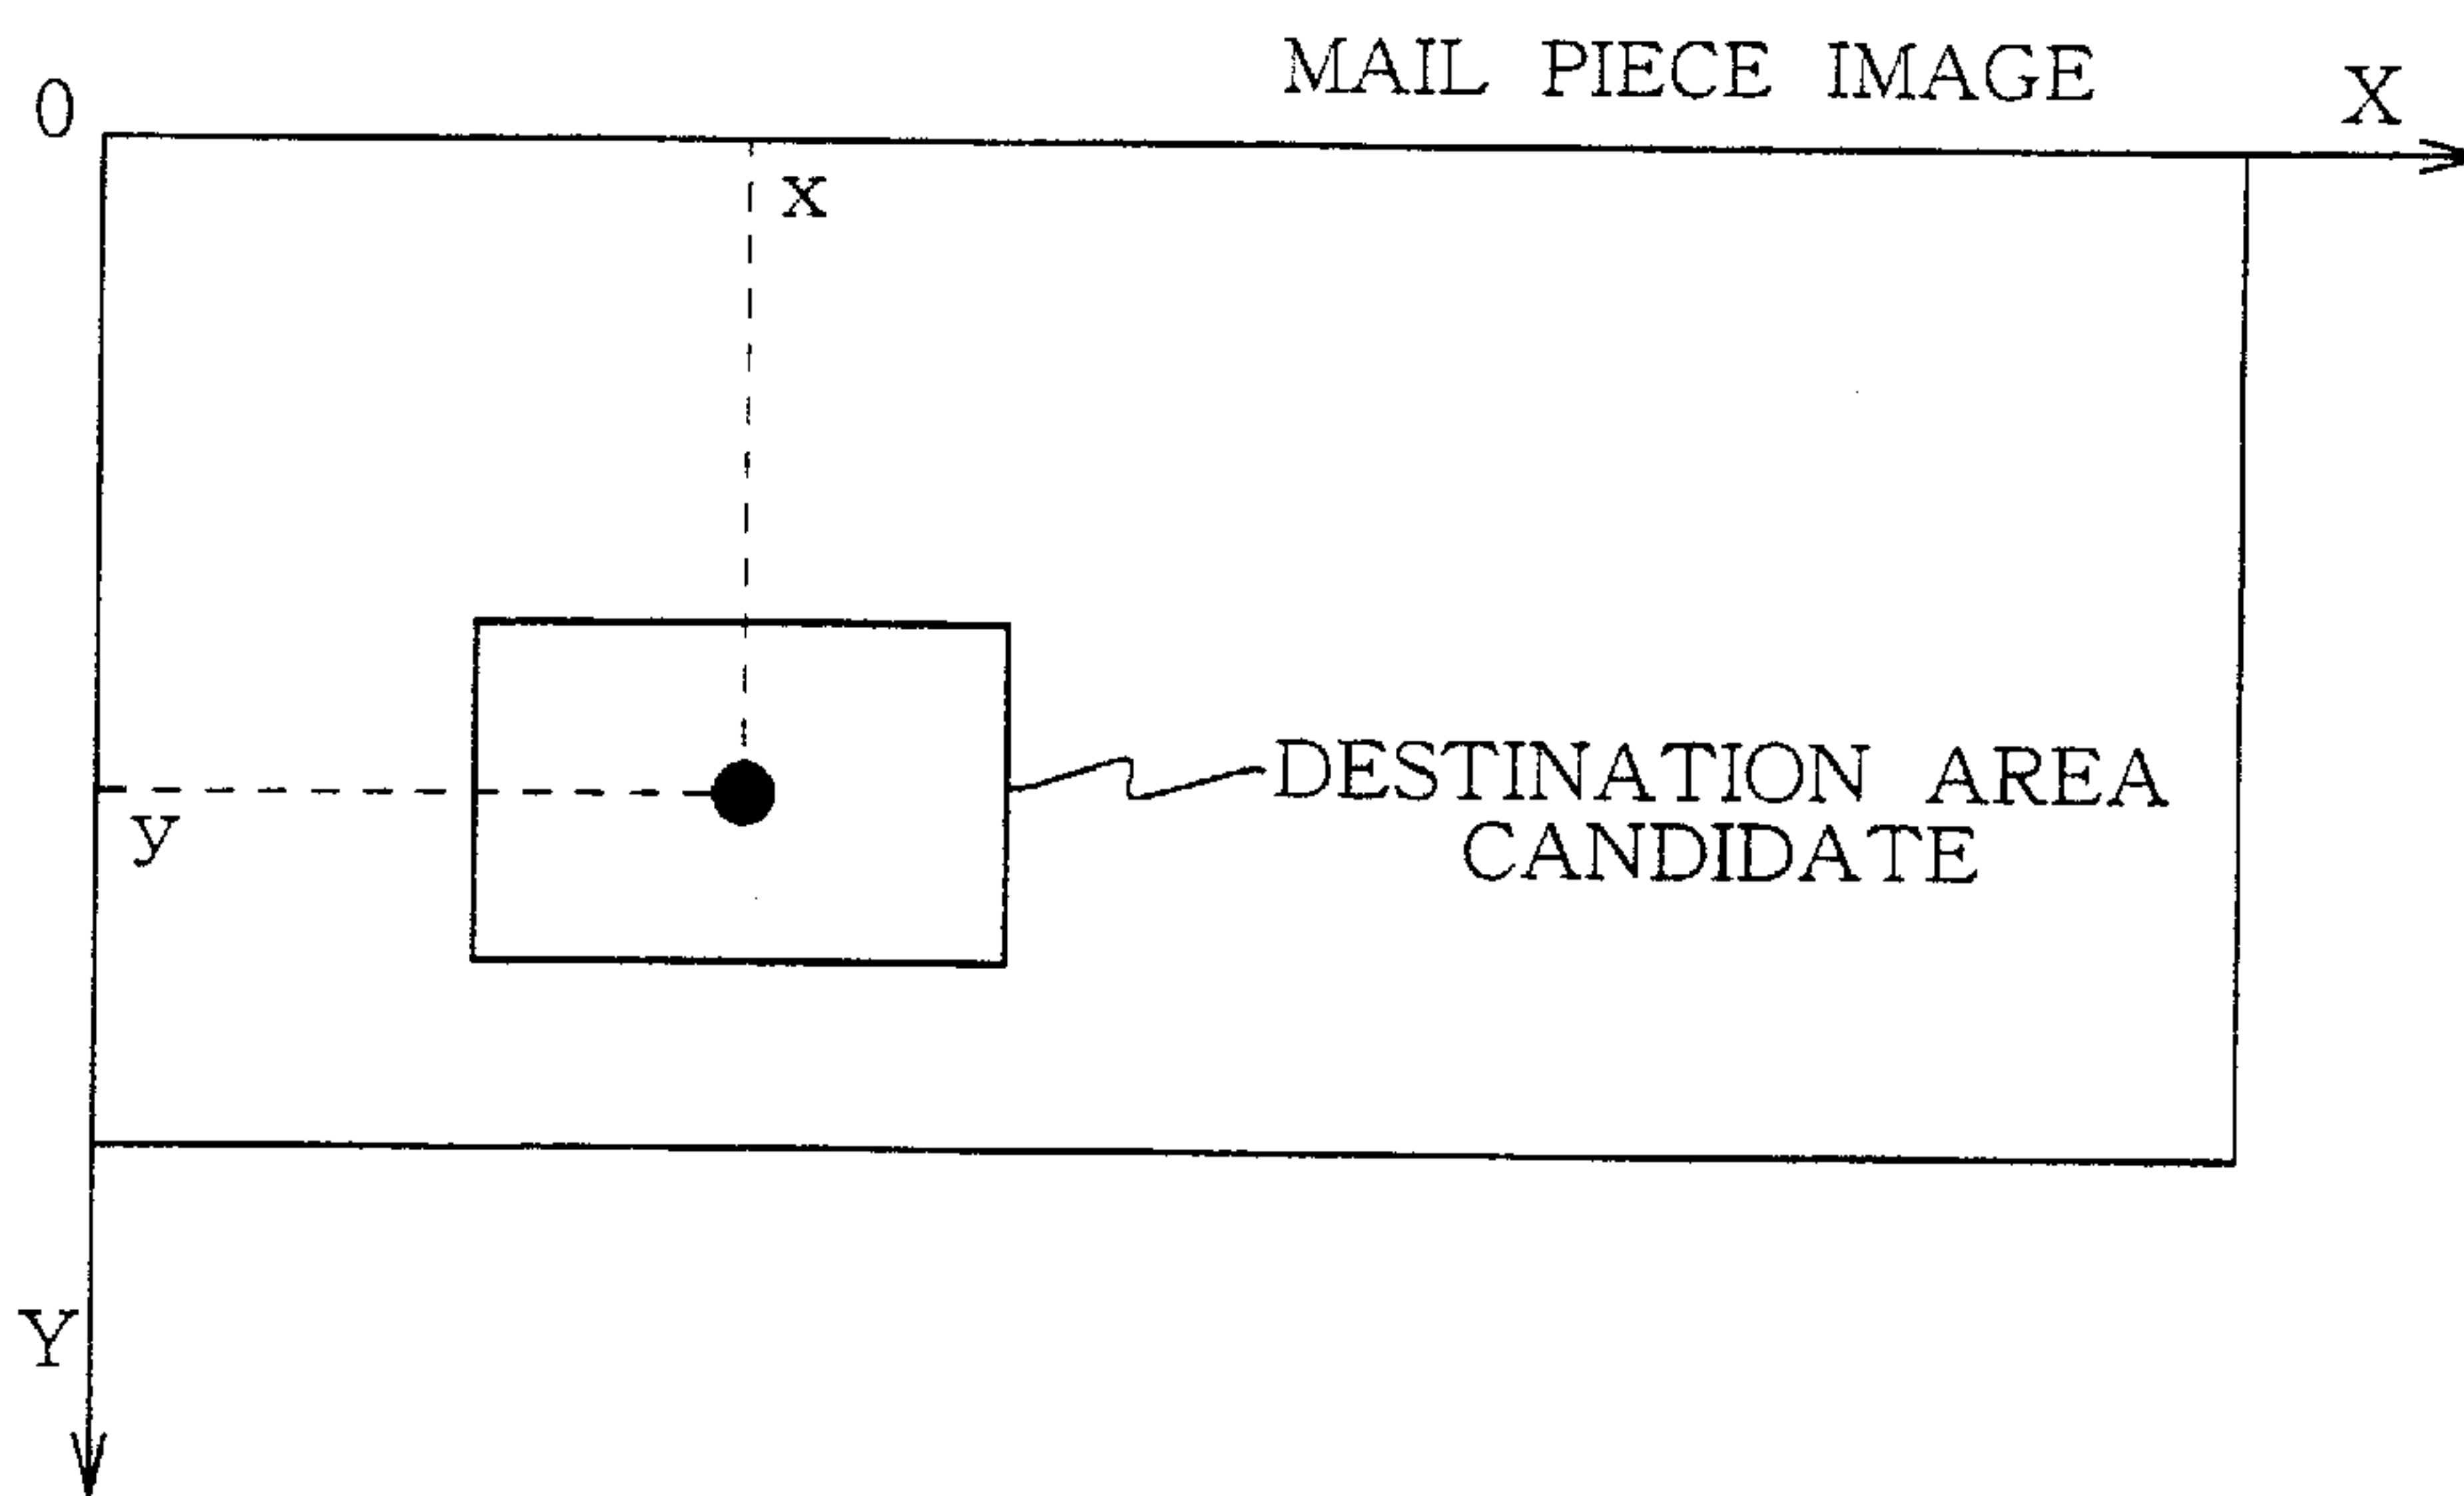 MAIL PIECE IMAGE
0
X
x
DESTINATION AREA
CANDIDATE
y
Y